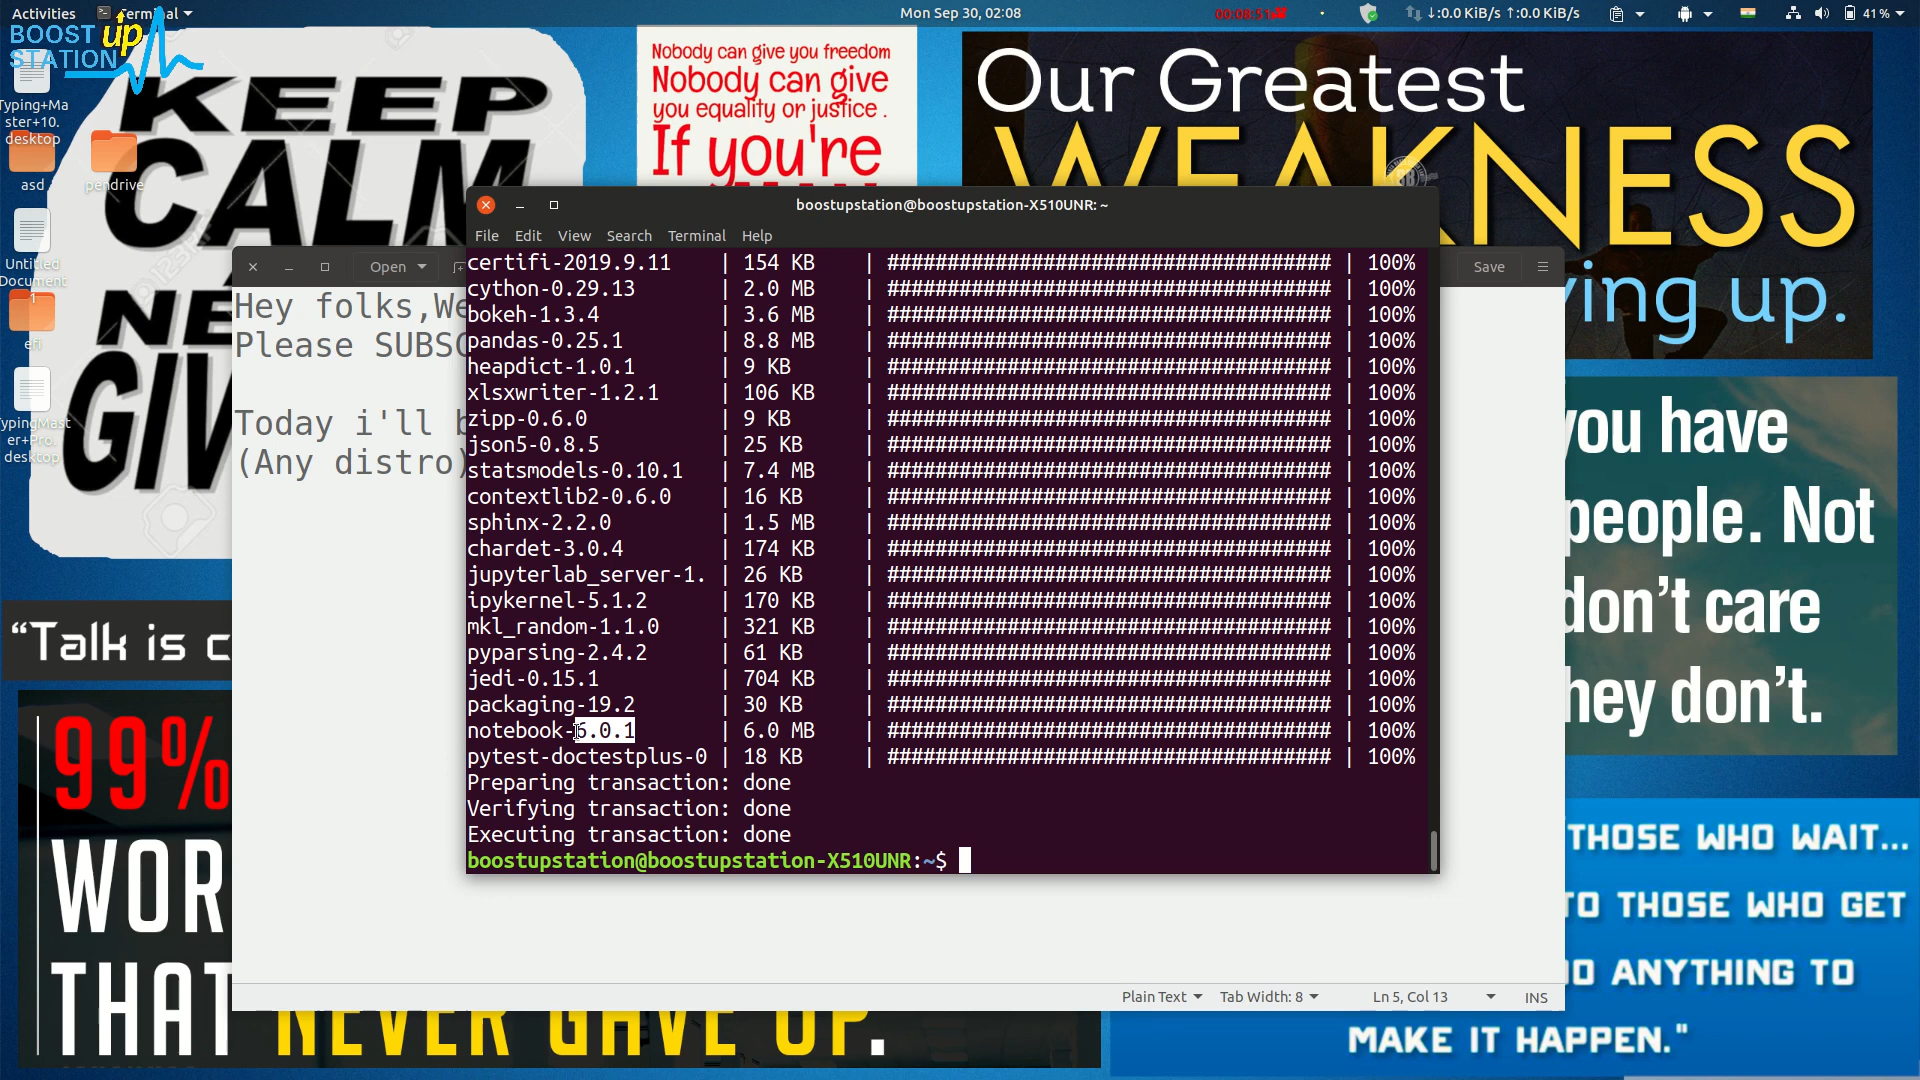 Activities
Terminal
Mon Sep 30, 02:08
↓:0.0 KiB/s ↑:0.0 KiB/s
41 %
BOOST up
STATION
Typing+Ma
ster+10.
desktop
asd
pendrive
Untitled
Document
1
efi
TypingMast
er+Pro.
desktop
KEEP
CALM
NE
GIV
Nobody can give you freedom
Nobody can give
you equality or justice .
If you're
Our Greatest
WEAKNESS
ving up.
you have
people. Not
don't care
they don't.
"Talk is c
99%
WOR
THAT NEVER GAVE UP.
THOSE WHO WAIT...
TO THOSE WHO GET
DO ANYTHING TO
MAKE IT HAPPEN."
Open
Save
Hey folks,We
Please SUBSC
Today i'll b
(Any distro)
Plain Text
Tab Width: 8
Ln 5, Col 13
INS
boostupstation@boostupstation-X510UNR: ~
File Edit View Search Terminal Help
certifi-2019.9.11 | 154 KB | ##################################### | 100%
cython-0.29.13 | 2.0 MB | ##################################### | 100%
bokeh-1.3.4 | 3.6 MB | ##################################### | 100%
pandas-0.25.1 | 8.8 MB | ##################################### | 100%
heapdict-1.0.1 | 9 KB | ##################################### | 100%
xlsxwriter-1.2.1 | 106 KB | ##################################### | 100%
zipp-0.6.0 | 9 KB | ##################################### | 100%
json5-0.8.5 | 25 KB | ##################################### | 100%
statsmodels-0.10.1 | 7.4 MB | ##################################### | 100%
contextlib2-0.6.0 | 16 KB | ##################################### | 100%
sphinx-2.2.0 | 1.5 MB | ##################################### | 100%
chardet-3.0.4 | 174 KB | ##################################### | 100%
jupyterlab_server-1. | 26 KB | ##################################### | 100%
ipykernel-5.1.2 | 170 KB | ##################################### | 100%
mkl_random-1.1.0 | 321 KB | ##################################### | 100%
pyparsing-2.4.2 | 61 KB | ##################################### | 100%
jedi-0.15.1 | 704 KB | ##################################### | 100%
packaging-19.2 | 30 KB | ##################################### | 100%
notebook-6.0.1 | 6.0 MB | ##################################### | 100%
pytest-doctestplus-0 | 18 KB | ##################################### | 100%
Preparing transaction: done
Verifying transaction: done
Executing transaction: done
boostupstation@boostupstation-X510UNR:~$